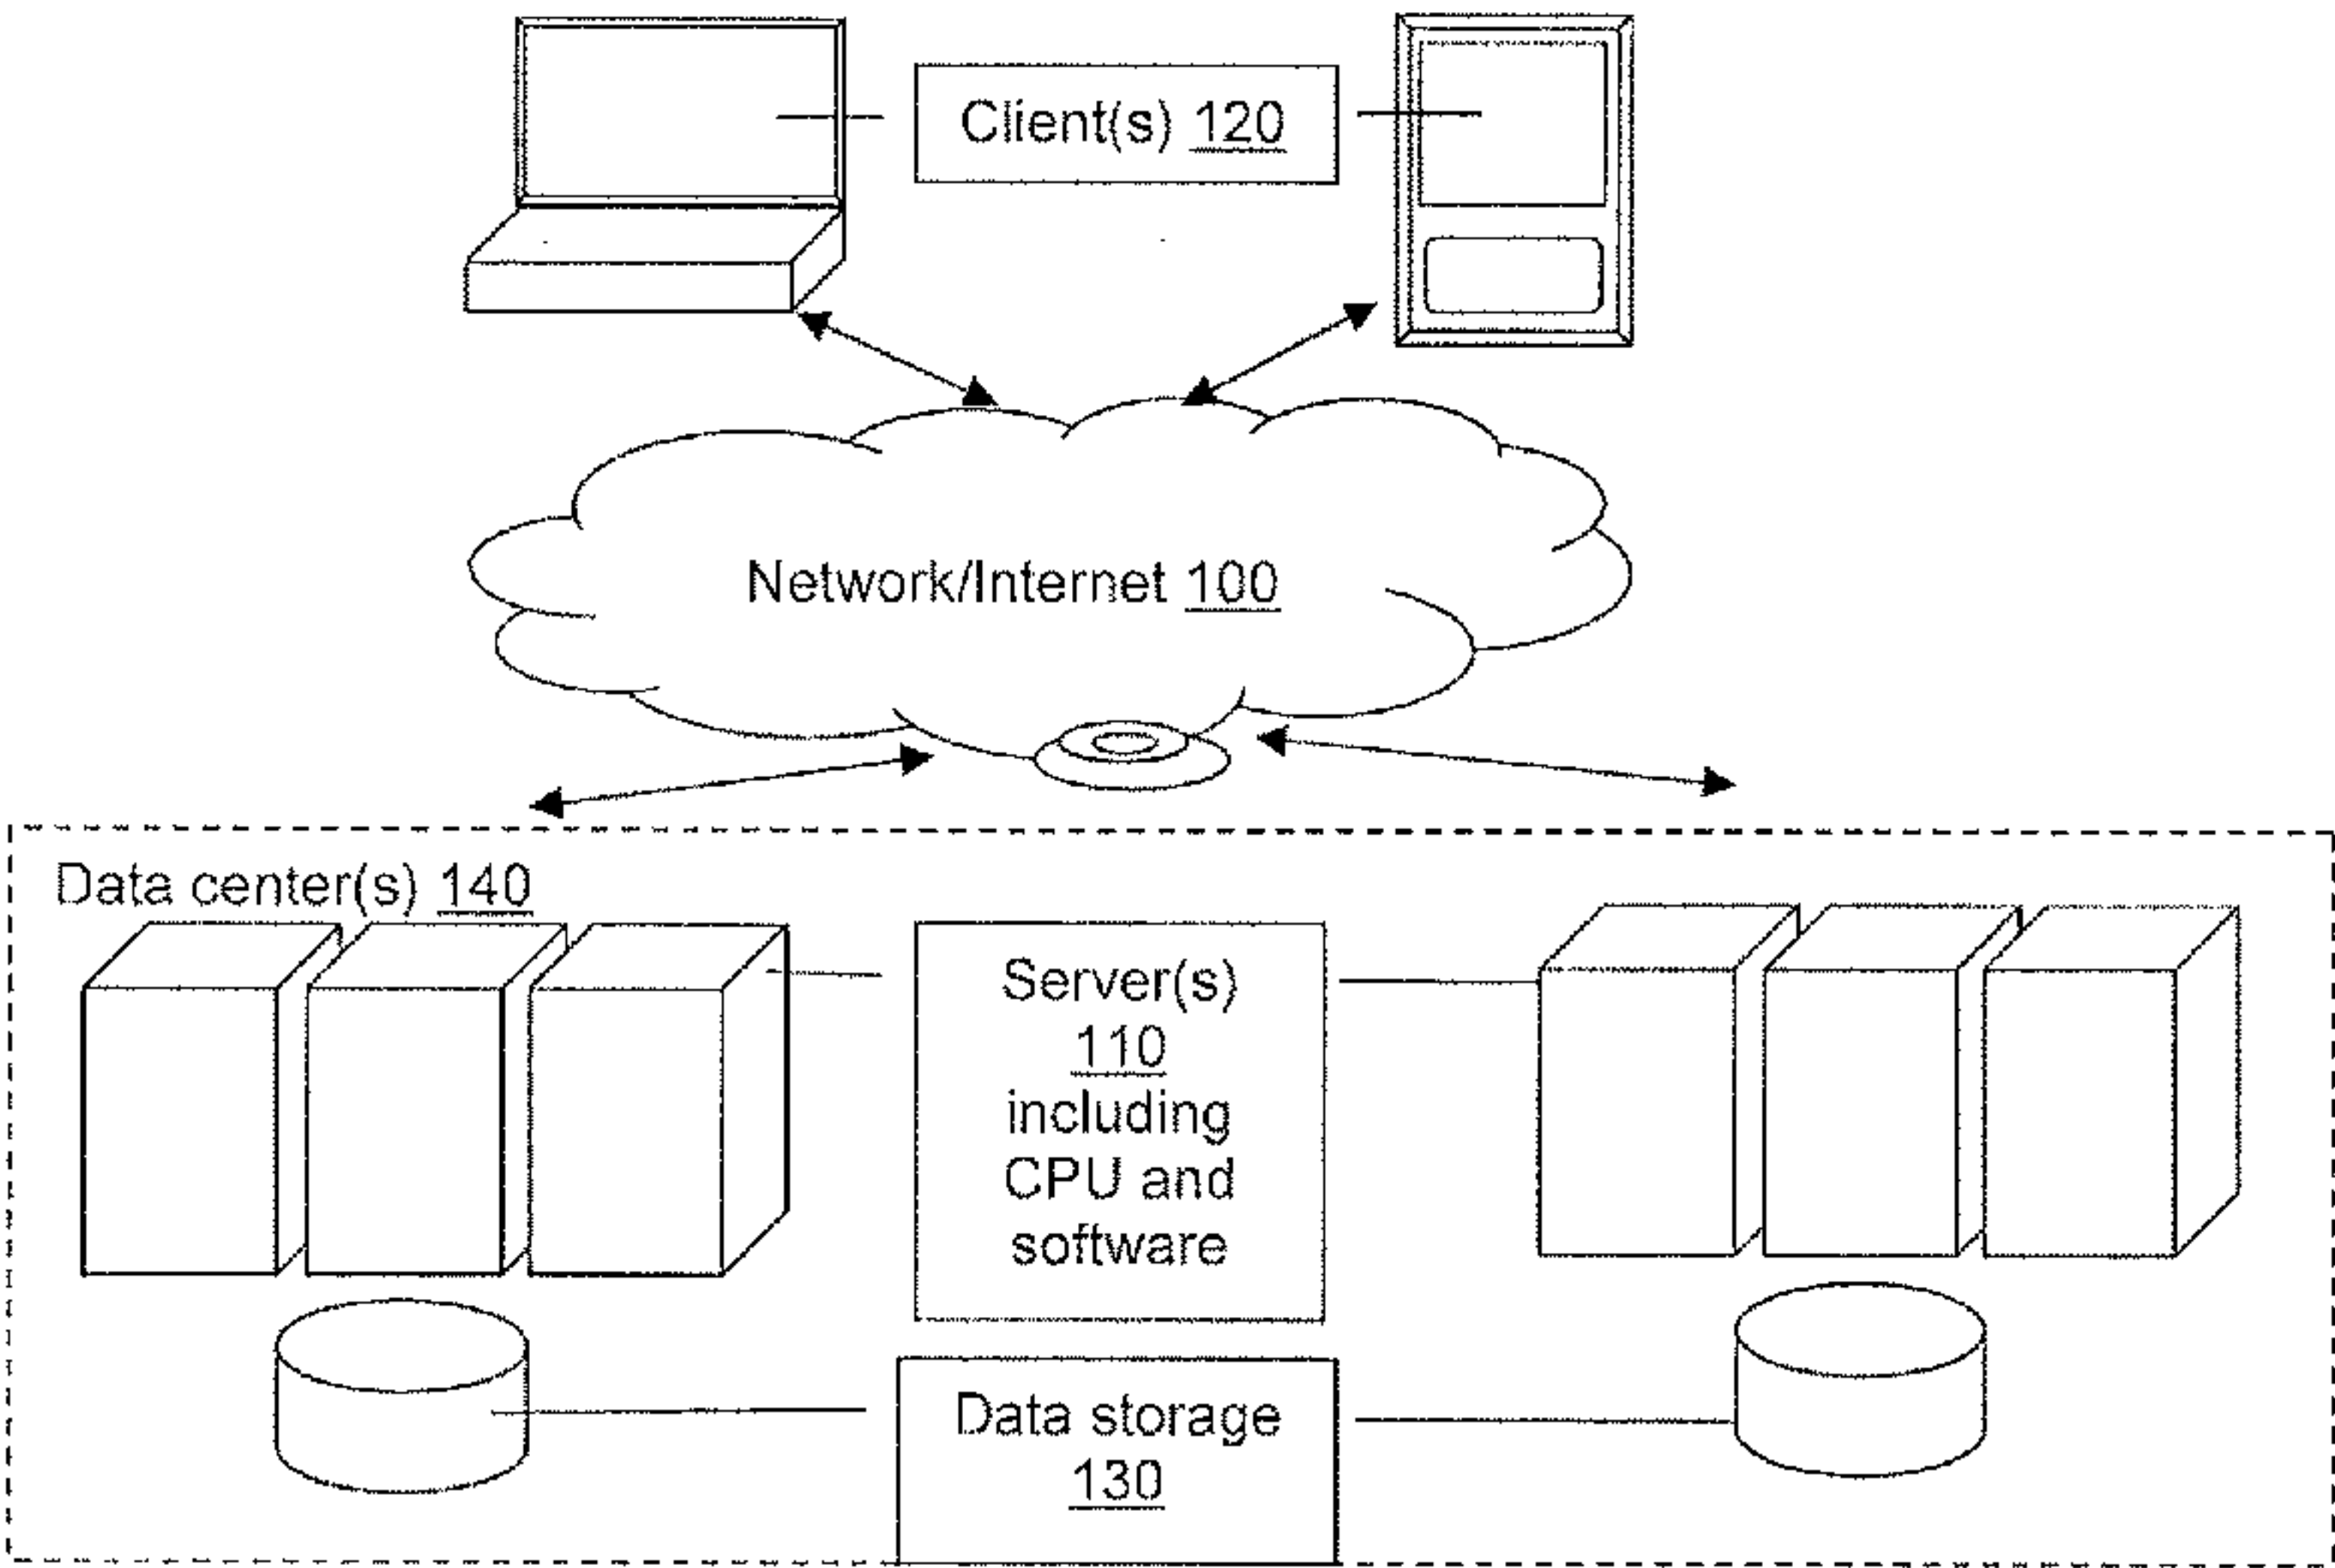 Client(s) 120
Network/Internet 100
Data center(s) 140
Server(s)
110
including
CPU and
software
Data storage
130